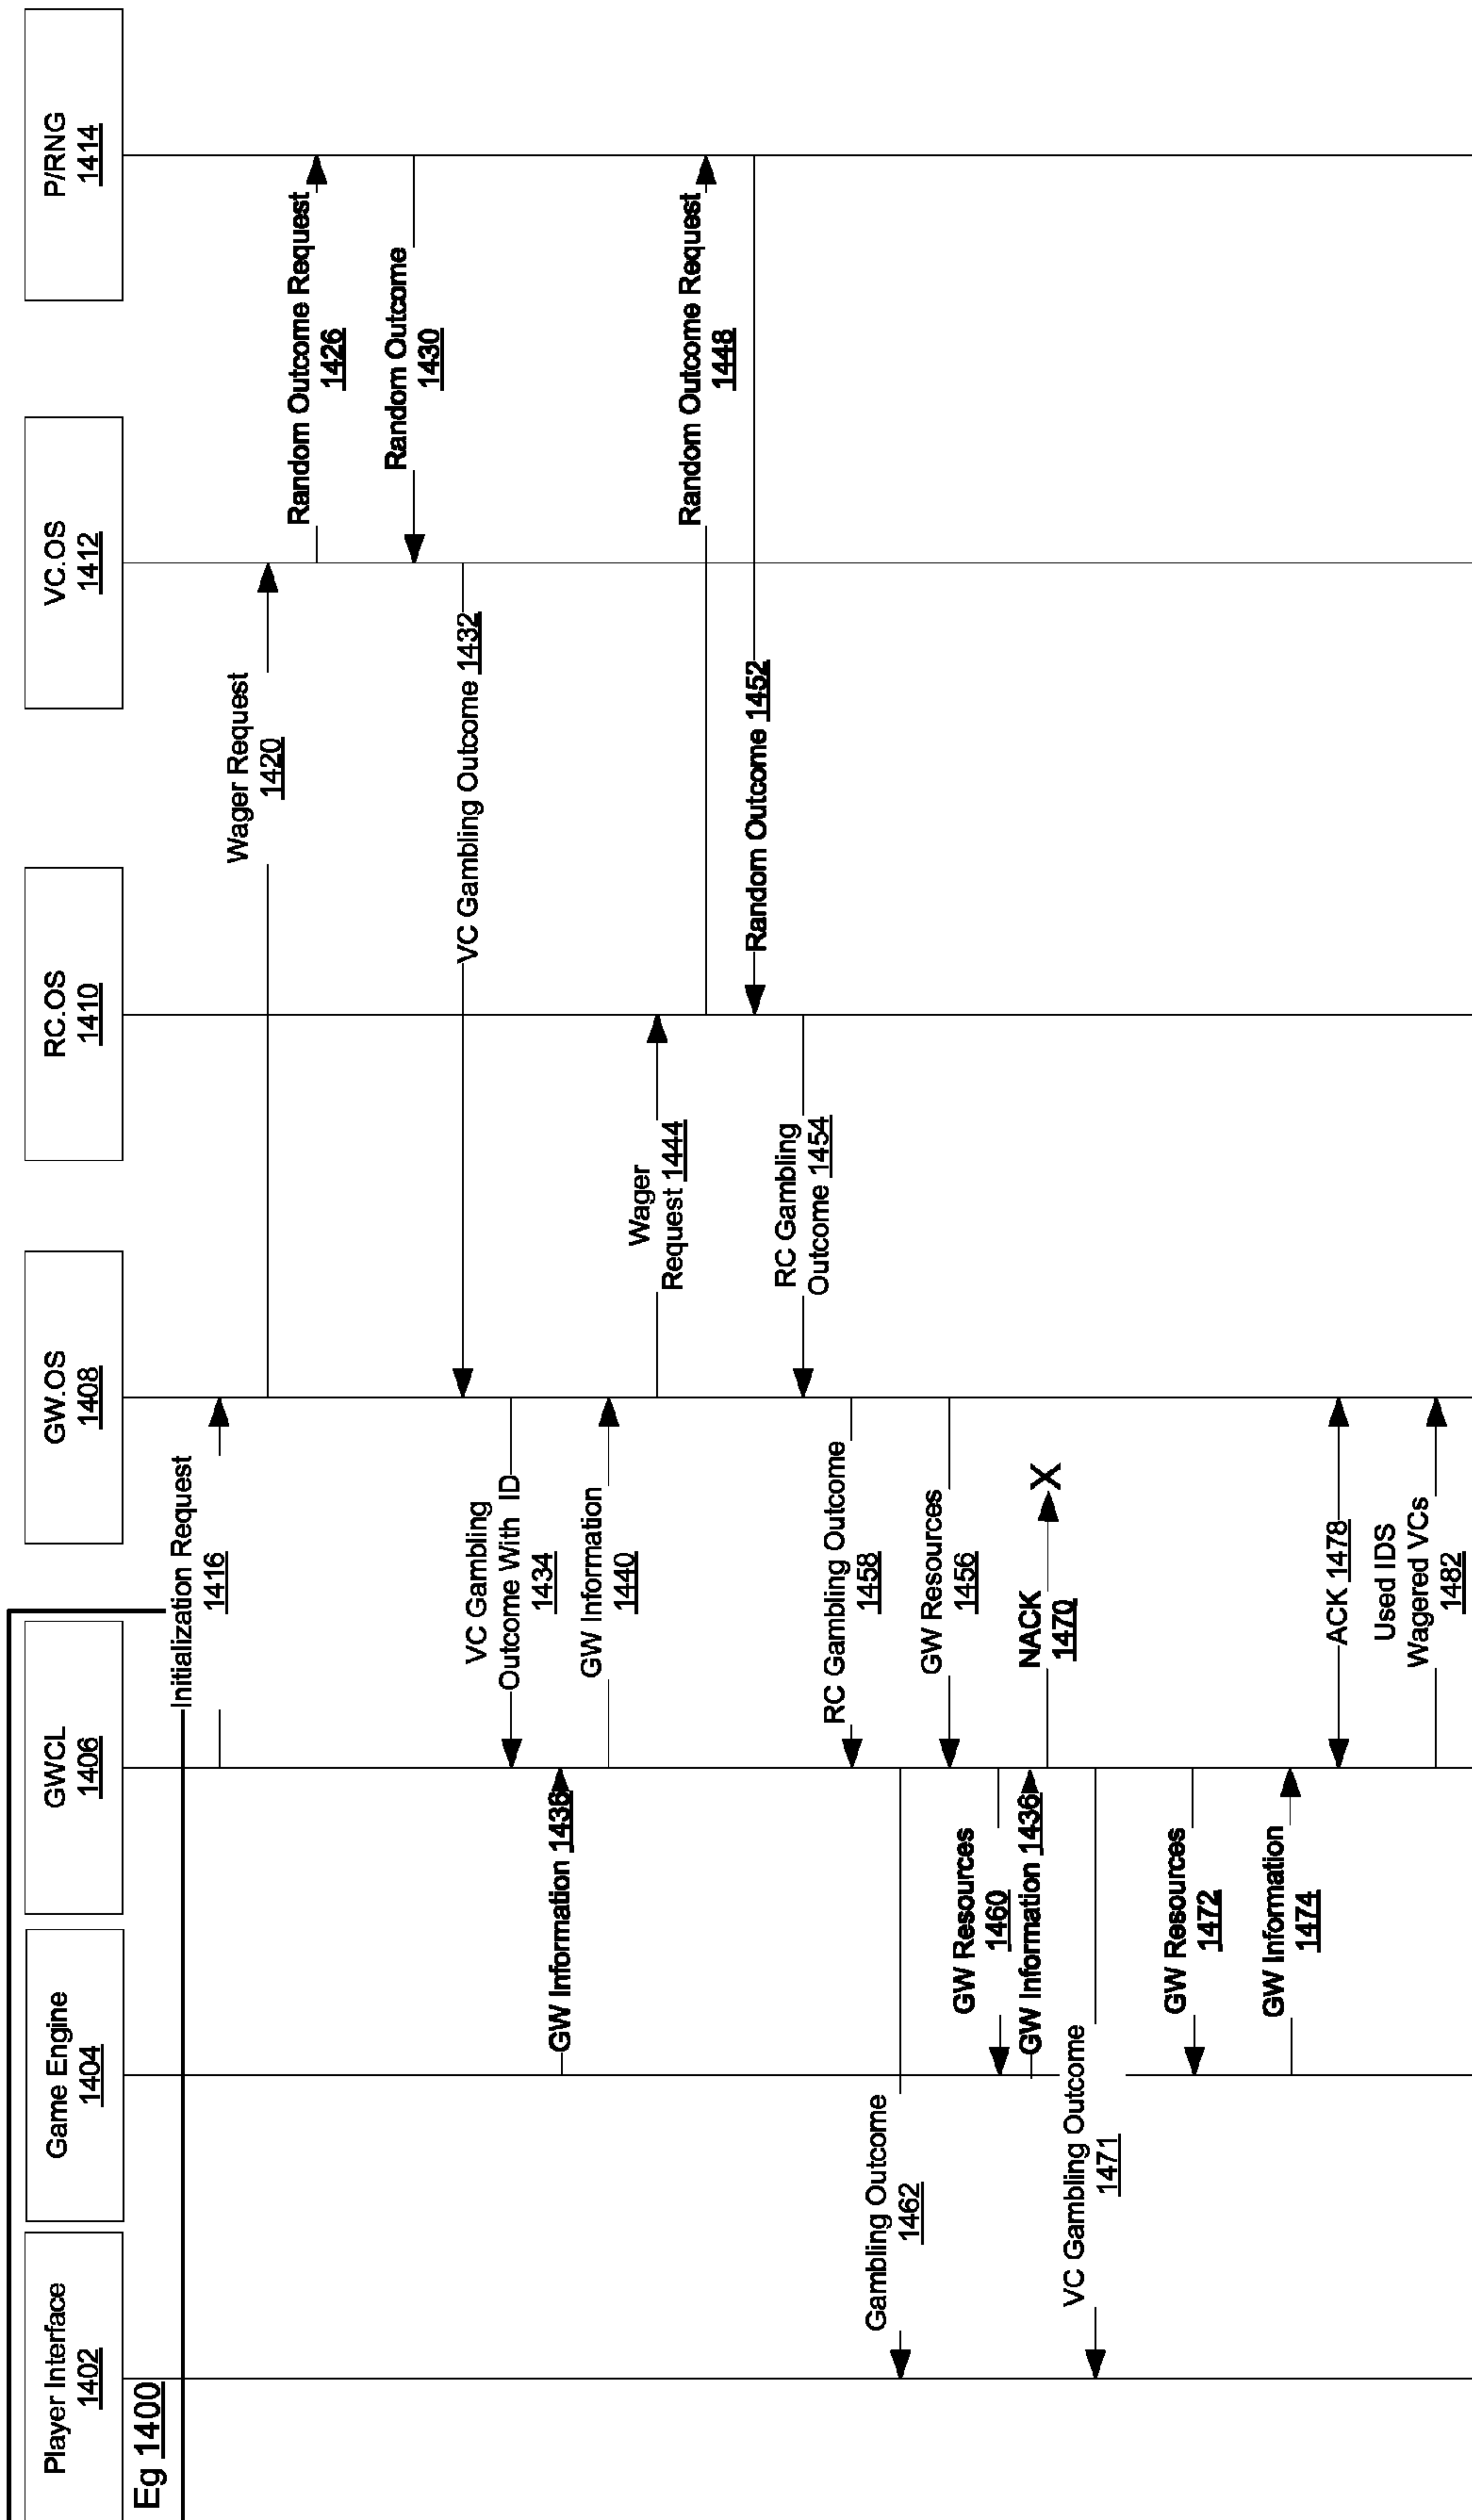 Player Interface
1402
Game Engine
1404
GWCL
1406
GW.OS
1408
RC.OS
1410
VC.OS
1412
P/RNG
1414
Eg 1400
Initialization Request
1416
Wager Request
1420
Random Outcome Request
1426
Random Outcome
1430
VC Gambling Outcome 1432
VC Gambling
Outcome With ID
1434
GW Information 1436
GW Information
1440
Wager
Request 1444
Random Outcome Request
1448
Random Outcome 1452
RC Gambling
Outcome 1454
RC Gambling Outcome
1458
Gambling Outcome
1462
GW Resources
1456
GW Resources
1460
GW Information 1436
NACK
1470
X
VC Gambling Outcome
1471
GW Resources
1472
GW Information
1474
ACK 1478
Used IDS
Wagered VCs
1482